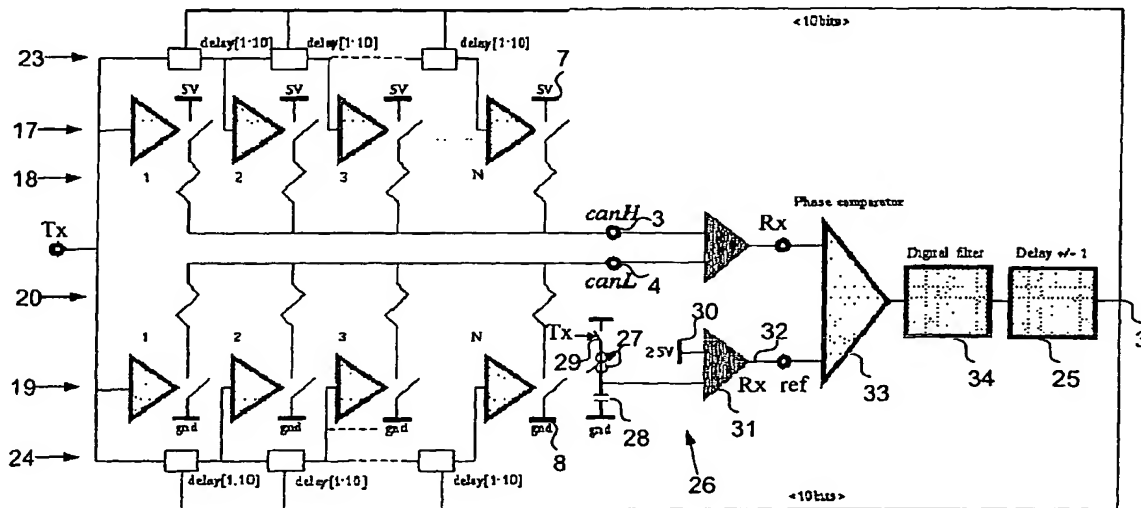 <10bits>
23
delay[1-10]
delay[1-10]
delay[1-10]
7
5V
5V
5V
5V
17
18
1
2
3
N
Phase comparator
canH
3
Rx
Tx
Digital filter
Delay +/- 1
20
canL
4
30
1
2
3
N
Tx
27
29
2.5V
32
3
19
Rx ref
33
34
25
gnd
gnd
gnd
gnd
gnd
28
31
8
26
24
delay[1,10]
delay[1-10]
delay[1-10]
<10bits>